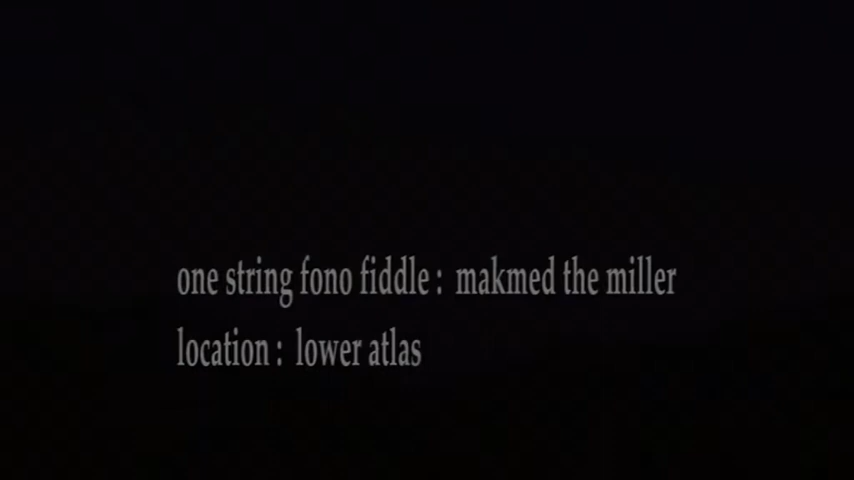 one string fono fiddle : makmed the miller
location : lower atlas